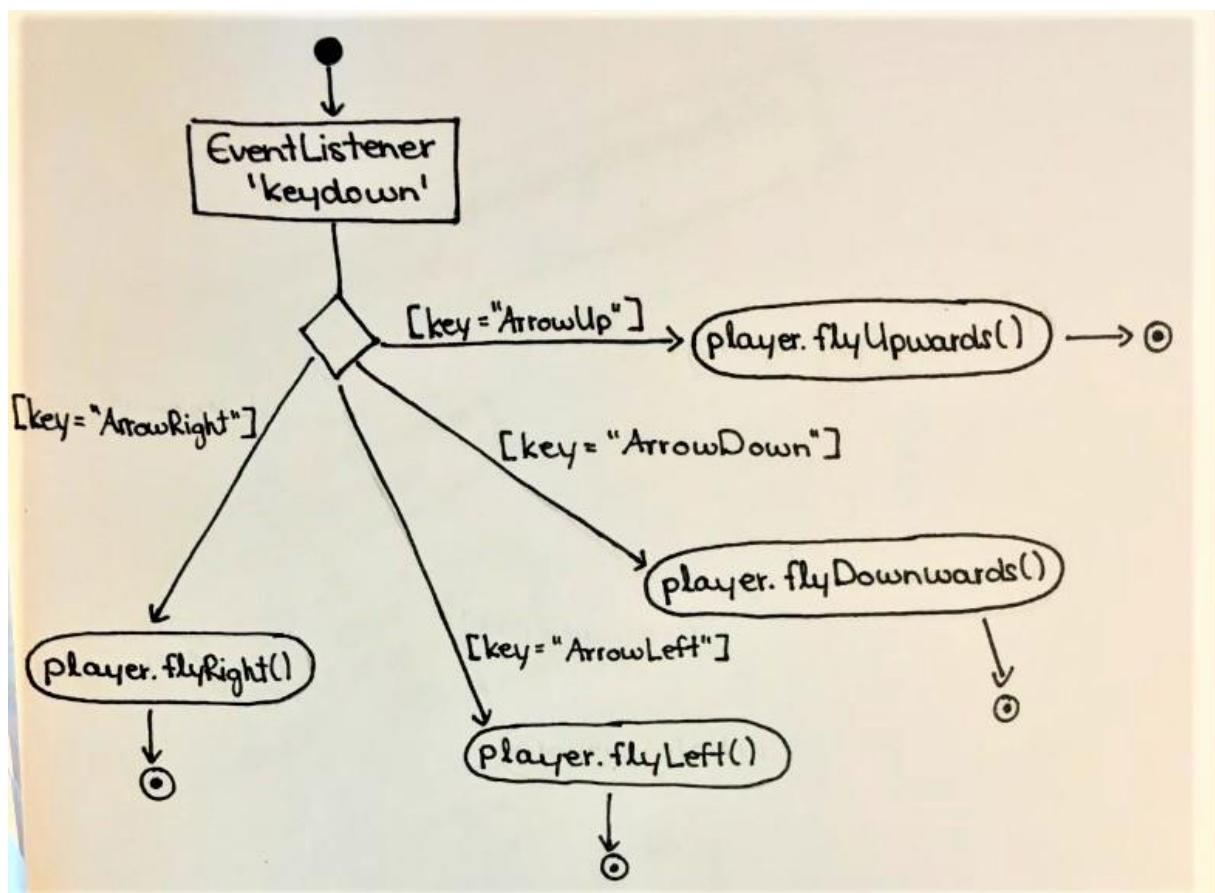 EventListener
'keydown'
[key="ArrowUp"]
player.flyUpwards()
[key="ArrowRight"]
[key="ArrowDown"]
player.flyDownwards()
[key="ArrowLeft"]
player.flyRight()
player.flyLeft()